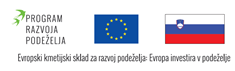 PROGRAM
RAZVOJA
PODEŽELJA
Evropski kmetijski sklad za razvoj podeželja: Evropa investira v podeželje